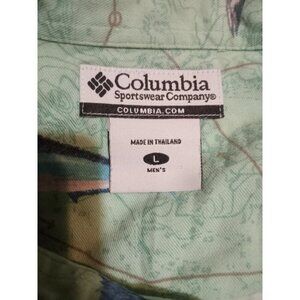 Columbia
Sportswear Company®
COLUMBIA.COM
MADE IN THAILAND
L
MEN'S